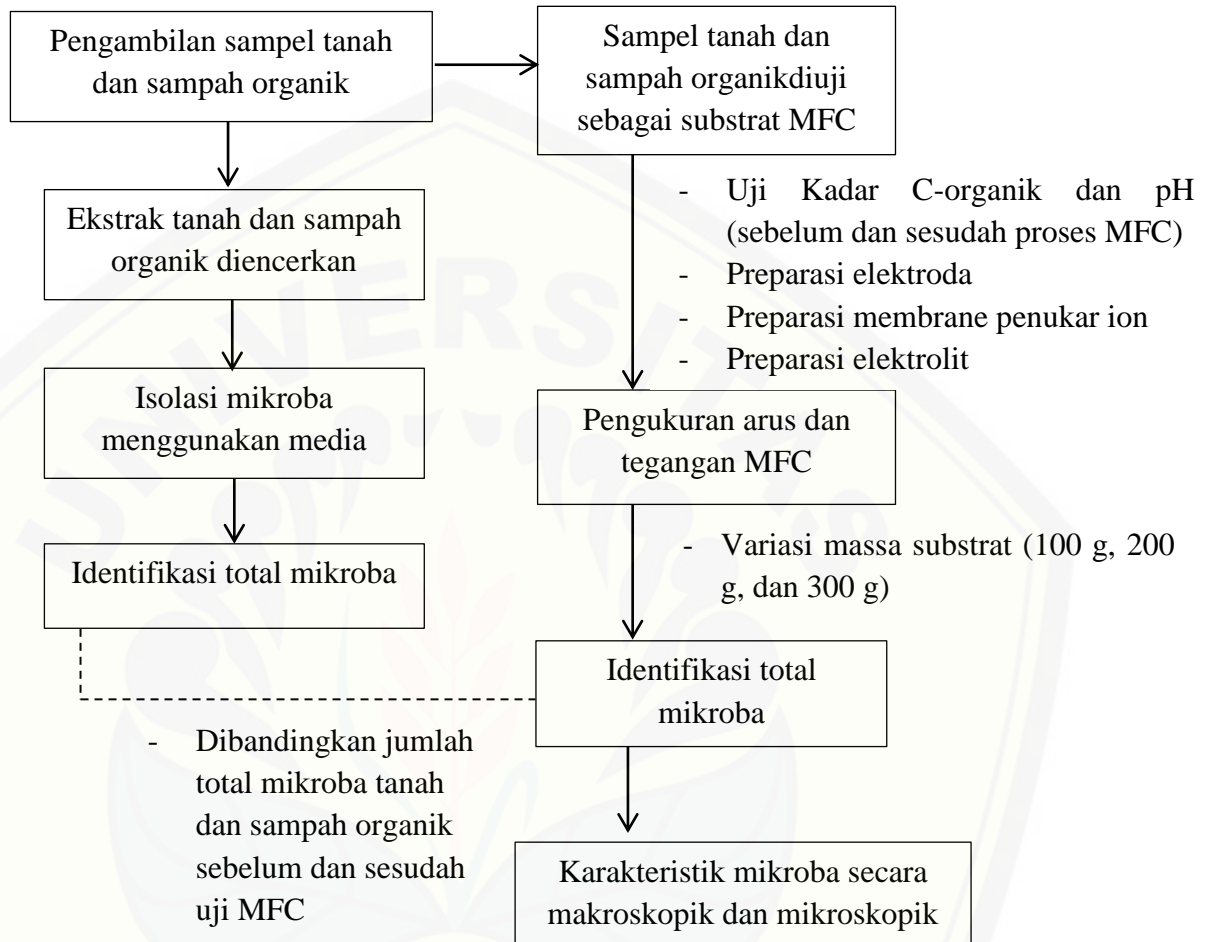 Pengambilan sampel tanah
dan sampah organik
Sampel tanah dan
sampah organikdiuji
sebagai substrat MFC
Ekstrak tanah dan sampah
organik diencerkan
- Uji Kadar C-organik dan pH
(sebelum dan sesudah proses MFC)
- Preparasi elektroda
- Preparasi membrane penukar ion
- Preparasi elektrolit
Isolasi mikroba
menggunakan media
Pengukuran arus dan
tegangan MFC
Identifikasi total mikroba
- Variasi massa substrat (100 g, 200
g, dan 300 g)
Identifikasi total
mikroba
- Dibandingkan jumlah
total mikroba tanah
dan sampah organik
sebelum dan sesudah
uji MFC
Karakteristik mikroba secara
makroskopik dan mikroskopik
UNIVERSITAS